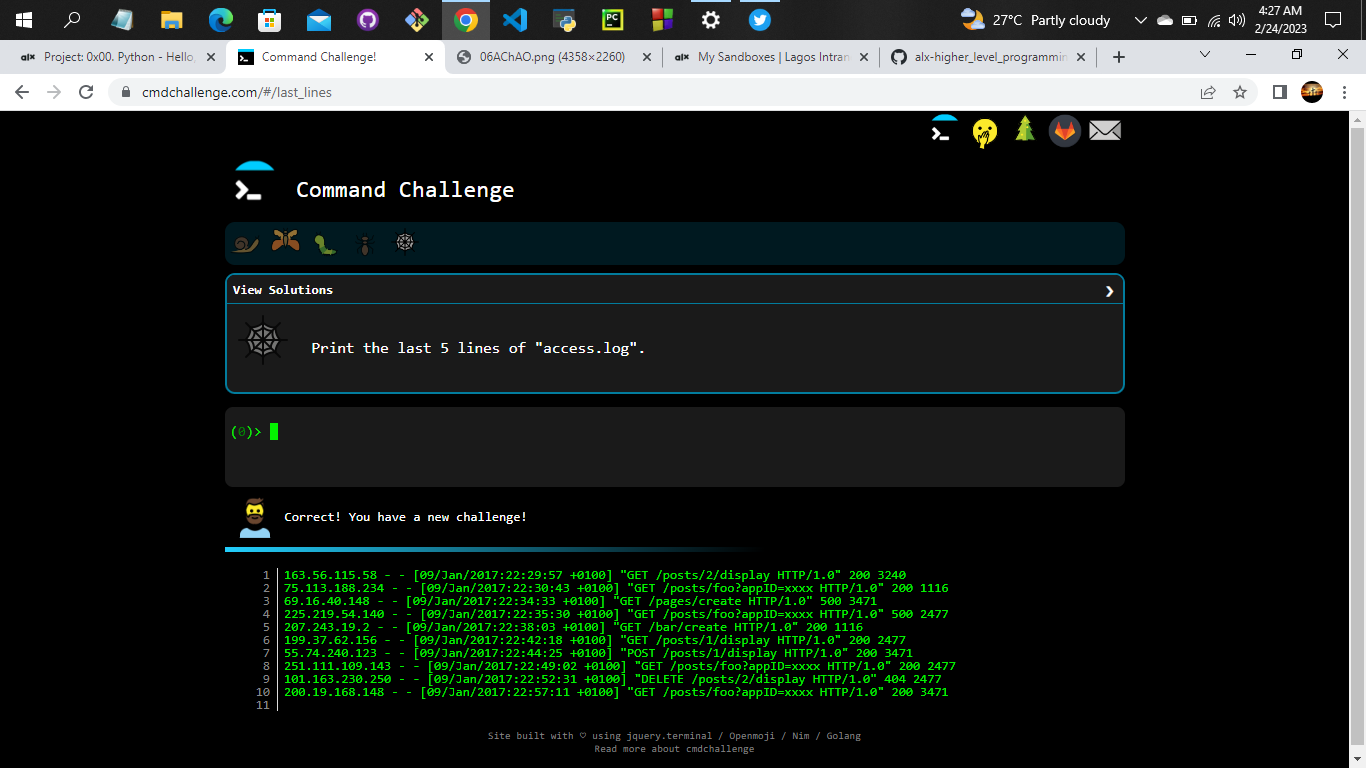 27°C Partly cloudy
4:27 AM
2/24/2023
Project: 0x00. Python - Hello,
Command Challenge!
06AChAO.png (4358×2260)
My Sandboxes | Lagos Intran
alx-higher_level_programmin
cmdchallenge.com/#/last_lines
Command Challenge
View Solutions
Print the last 5 lines of "access.log".
(0)>
Correct! You have a new challenge!
1 163.56.115.58 - - [09/Jan/2017:22:29:57 +0100] "GET /posts/2/display HTTP/1.0" 200 3240
2 75.113.188.234 - - [09/Jan/2017:22:30:43 +0100] "GET /posts/foo?appID=xxxx HTTP/1.0" 200 1116
3 69.16.40.148 - - [09/Jan/2017:22:34:33 +0100] "GET /pages/create HTTP/1.0" 500 3471
4 225.219.54.140 - - [09/Jan/2017:22:35:30 +0100] "GET /posts/foo?appID=xxxx HTTP/1.0" 500 2477
5 207.243.19.2 - - [09/Jan/2017:22:38:03 +0100] "GET /bar/create HTTP/1.0" 200 1116
6 199.37.62.156 - - [09/Jan/2017:22:42:18 +0100] "GET /posts/1/display HTTP/1.0" 200 2477
7 55.74.240.123 - - [09/Jan/2017:22:44:25 +0100] "POST /posts/1/display HTTP/1.0" 200 3471
8 251.111.109.143 - - [09/Jan/2017:22:49:02 +0100] "GET /posts/foo?appID=xxxx HTTP/1.0" 200 2477
9 101.163.230.250 - - [09/Jan/2017:22:52:31 +0100] "DELETE /posts/2/display HTTP/1.0" 404 2477
10 200.19.168.148 - - [09/Jan/2017:22:57:11 +0100] "GET /posts/foo?appID=xxxx HTTP/1.0" 200 3471
11
Site built with ♡ using jquery.terminal / Openmoji / Nim / Golang
Read more about cmdchallenge